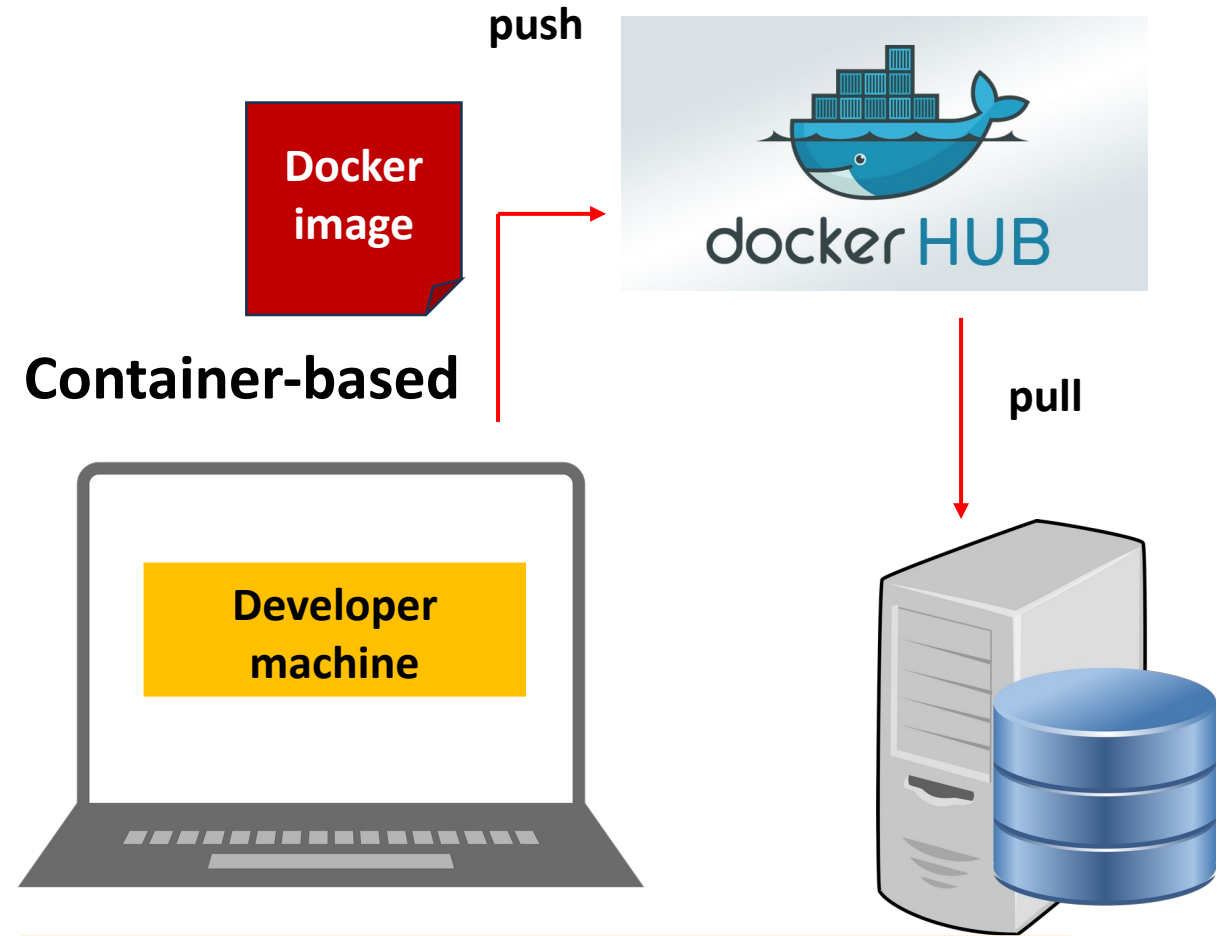 push
Docker
image
docker HUB
Container-based
pull
Developer
machine